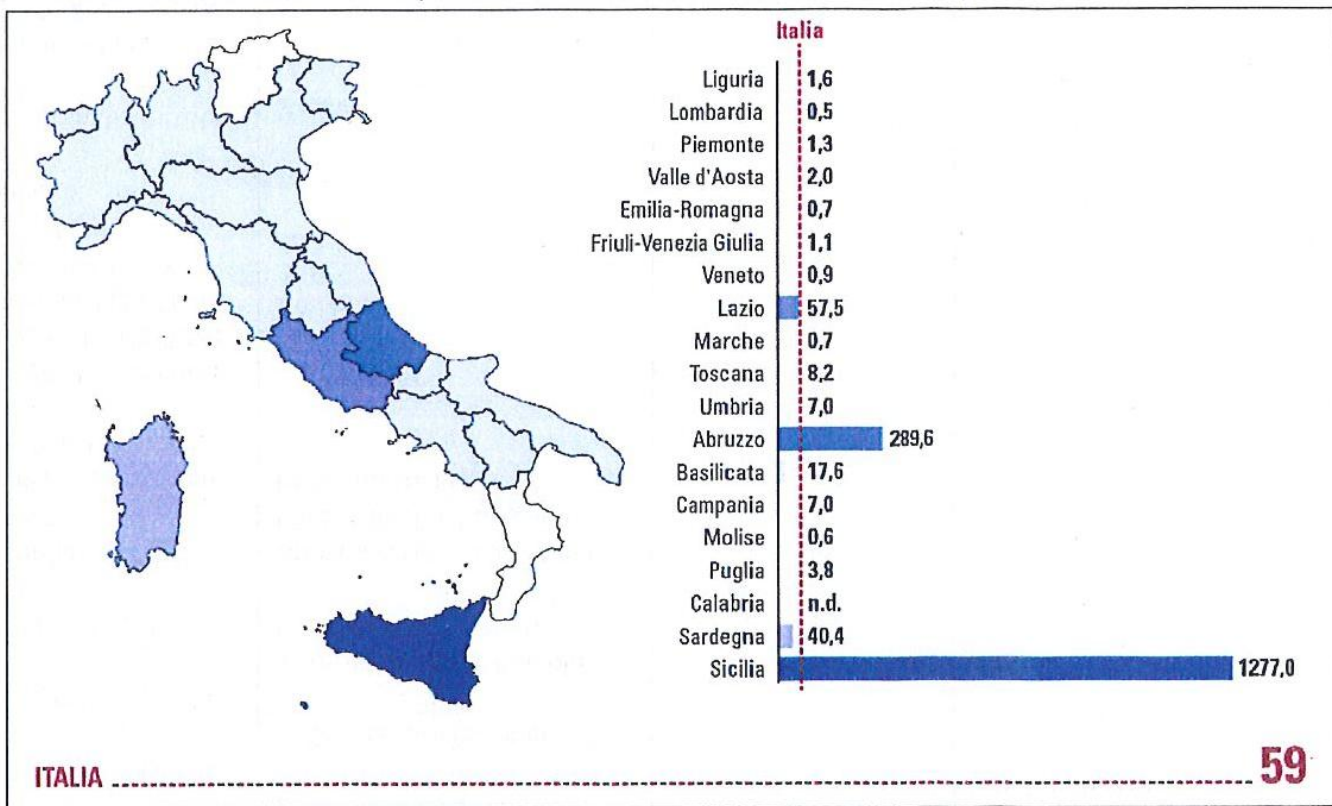 Italia
Liguria 1,6
Lombardia 0,5
Piemonte 1,3
Valle d'Aosta 2,0
Emilia-Romagna 0,7
Friuli-Venezia Giulia 1,1
Veneto 0,9
Lazio 57,5
Marche 0,7
Toscana 8,2
Umbria 7,0
Abruzzo 289,6
Basilicata 17,6
Campania 7,0
Molise 0,6
Puglia 3,8
Calabria n.d.
Sardegna 40,4
Sicilia 1277,0
ITALIA 59